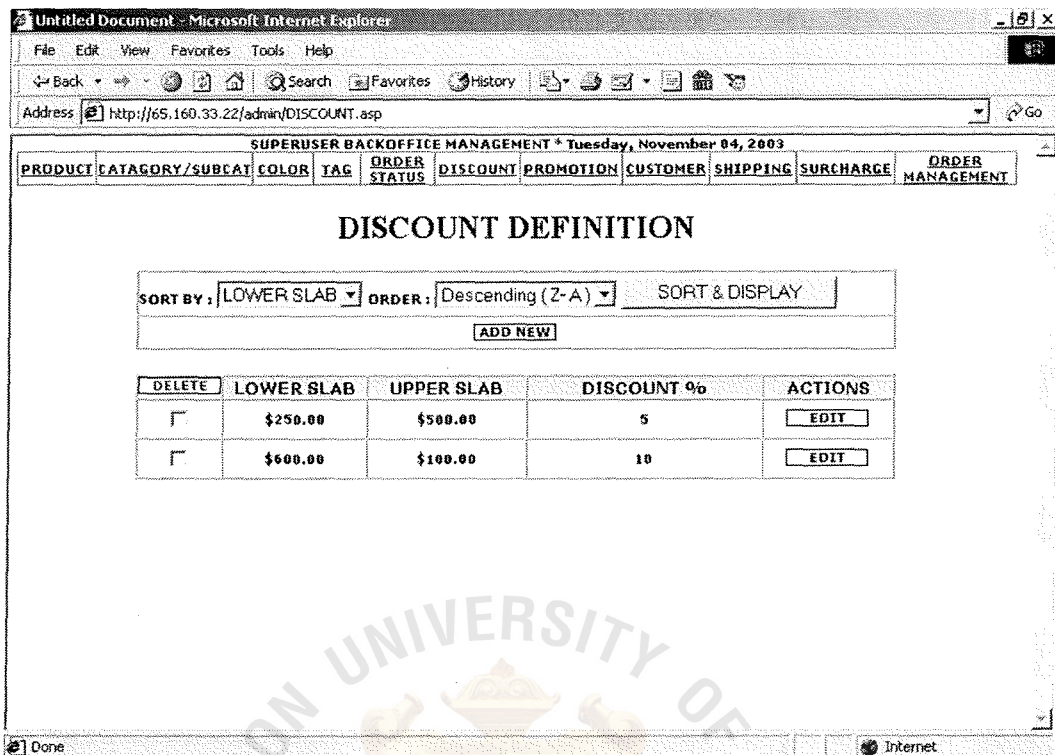 Untitled Document - Microsoft Internet Explorer
File Edit View Favorites Tools Help
Back Search Favorites History
Address http://65.160.33.22/admin/DISCOUNT.asp Go
SUPERUSER BACKOFFICE MANAGEMENT * Tuesday, November 04, 2003
PRODUCT CATAGORY/SUBCAT COLOR TAG ORDER STATUS DISCOUNT PROMOTION CUSTOMER SHIPPING SURCHARGE ORDER MANAGEMENT
DISCOUNT DEFINITION
SORT BY : LOWER SLAB ORDER : Descending (Z-A) SORT & DISPLAY
ADD NEW
DELETE LOWER SLAB UPPER SLAB DISCOUNT % ACTIONS
$250.00 $500.00 5 EDIT
$600.00 $100.00 10 EDIT
UNIVERSITY OF
Done Internet